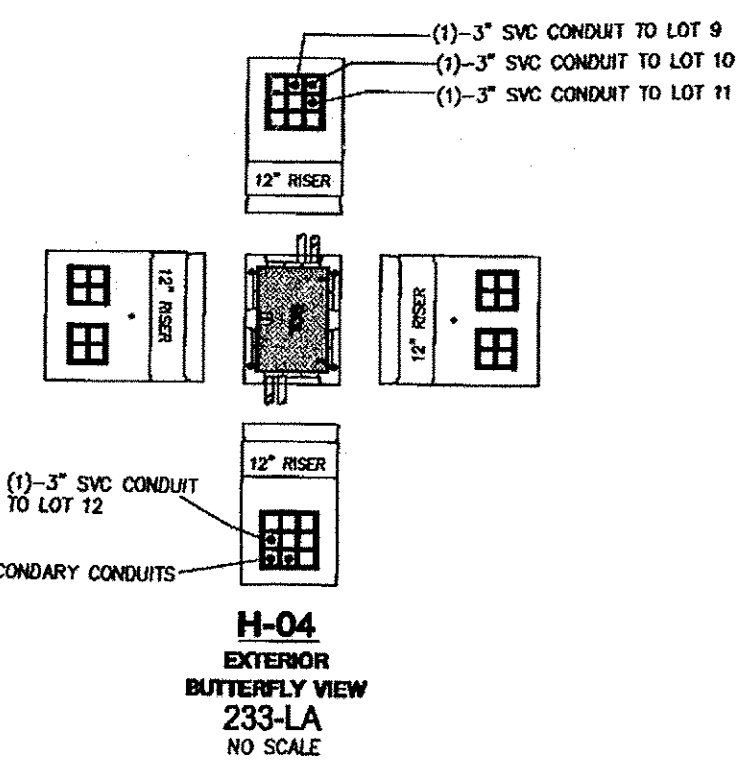 (1)-3" SVC CONDUIT TO LOT 9
(1)-3" SVC CONDUIT TO LOT 10
(1)-3" SVC CONDUIT TO LOT 11
12" RISER
12" RISER
12" RISER
12" RISER
(1)-3" SVC CONDUIT
TO LOT 12
CONDARY CONDUITS
H-04
EXTERIOR
BUTTERFLY VIEW
233-LA
NO SCALE